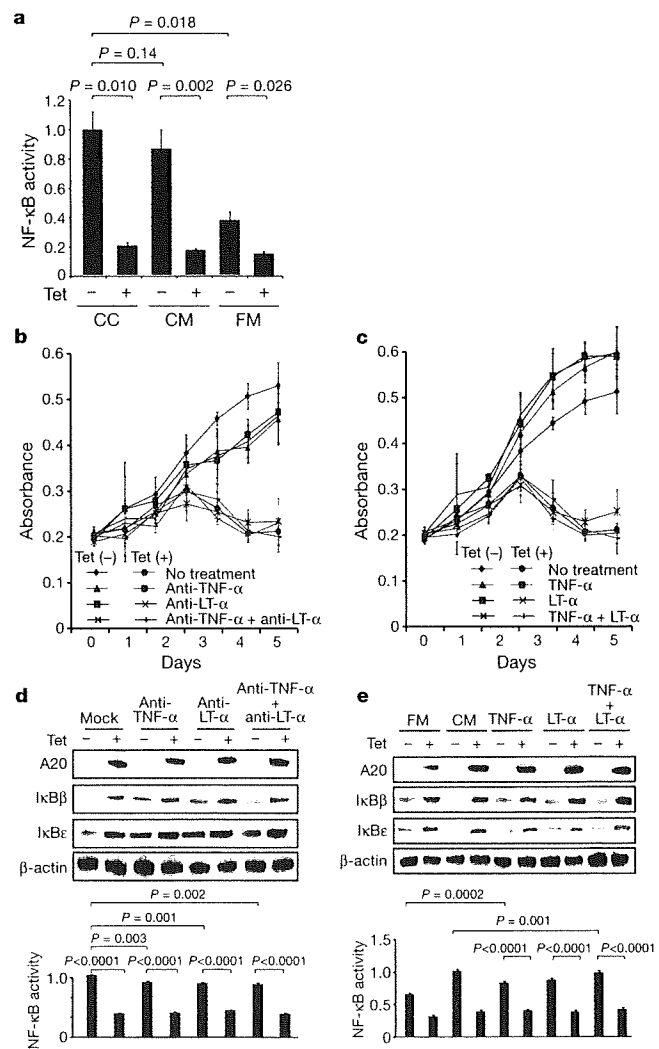 a
P = 0.018
P = 0.14
P = 0.010 P = 0.002 P = 0.026
NF-κB activity
1.2
1.0
0.8
0.6
0.4
0.2
0
Tet − + − + − +
CC CM FM
b
Absorbance
0.6
0.5
0.4
0.3
0.2
0.1
0
Tet (−) Tet (+)
No treatment
Anti-TNF-α
Anti-LT-α
Anti-TNF-α + anti-LT-α
0 1 2 3 4 5
Days
c
Absorbance
0.6
0.5
0.4
0.3
0.2
0.1
0
Tet (−) Tet (+)
No treatment
TNF-α
LT-α
TNF-α + LT-α
0 1 2 3 4 5
Days
d
Mock Anti-TNF-α Anti-LT-α Anti-TNF-α + anti-LT-α
Tet − + − + − + − +
A20
IκBβ
IκBε
β-actin
P = 0.002
P = 0.001
P = 0.003
P<0.0001 P<0.0001 P<0.0001 P<0.0001
NF-κB activity
1.0
0
e
FM CM TNF-α LT-α TNF-α + LT-α
Tet − + − + − + − + − +
A20
IκBβ
IκBε
β-actin
P = 0.0002
P = 0.001
P<0.0001 P<0.0001 P<0.0001
NF-κB activity
1.5
1.0
0.5
0